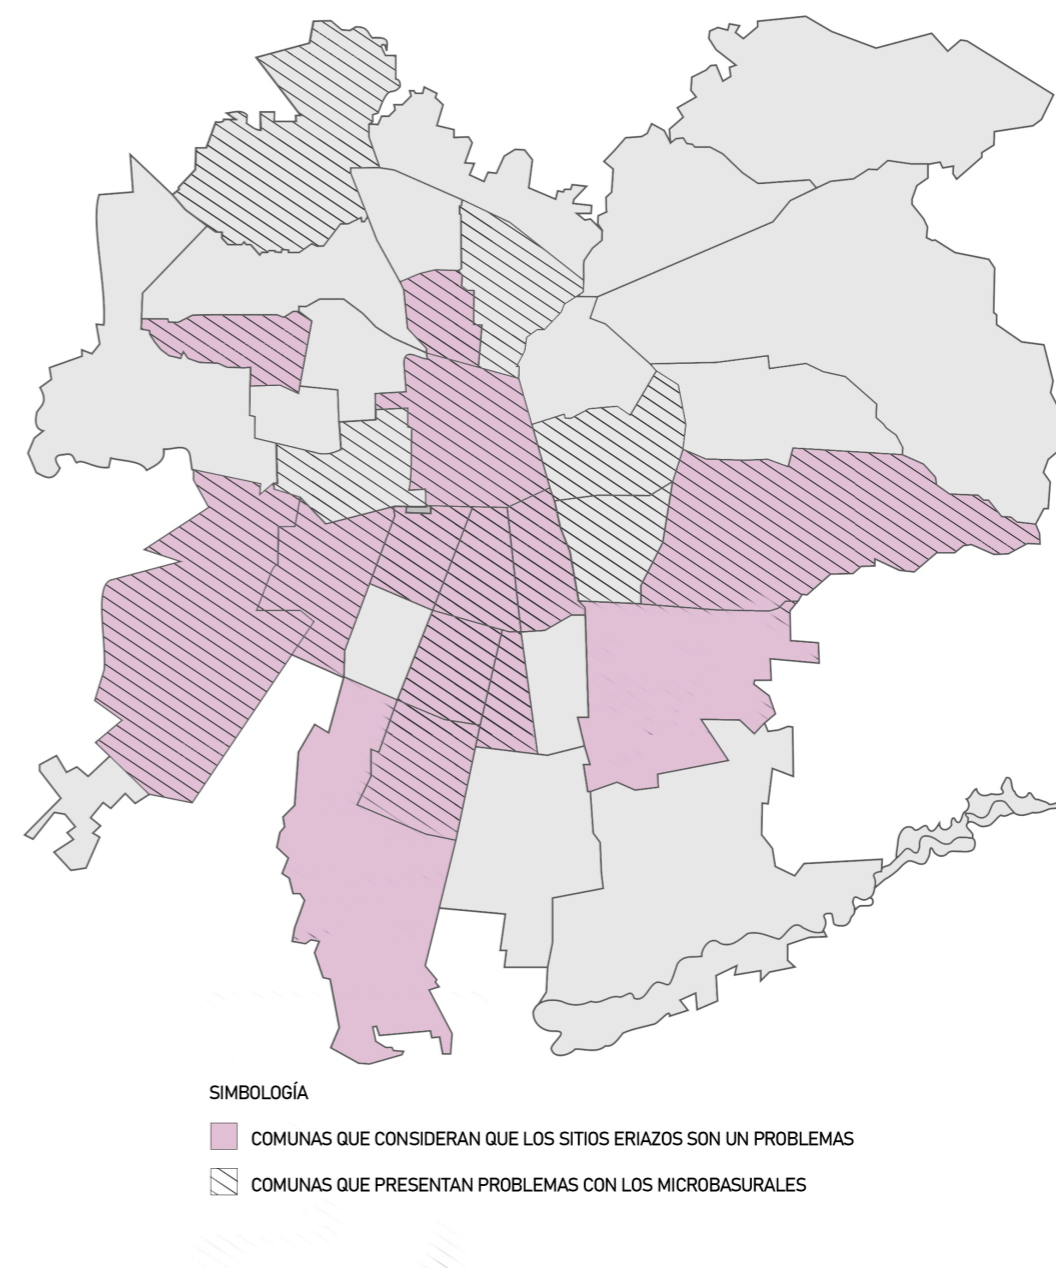 SIMBOLOGÍA
COMUNAS QUE CONSIDERAN QUE LOS SITIOS ERIAZOS SON UN PROBLEMAS
COMUNAS QUE PRESENTAN PROBLEMAS CON LOS MICROBASURALES